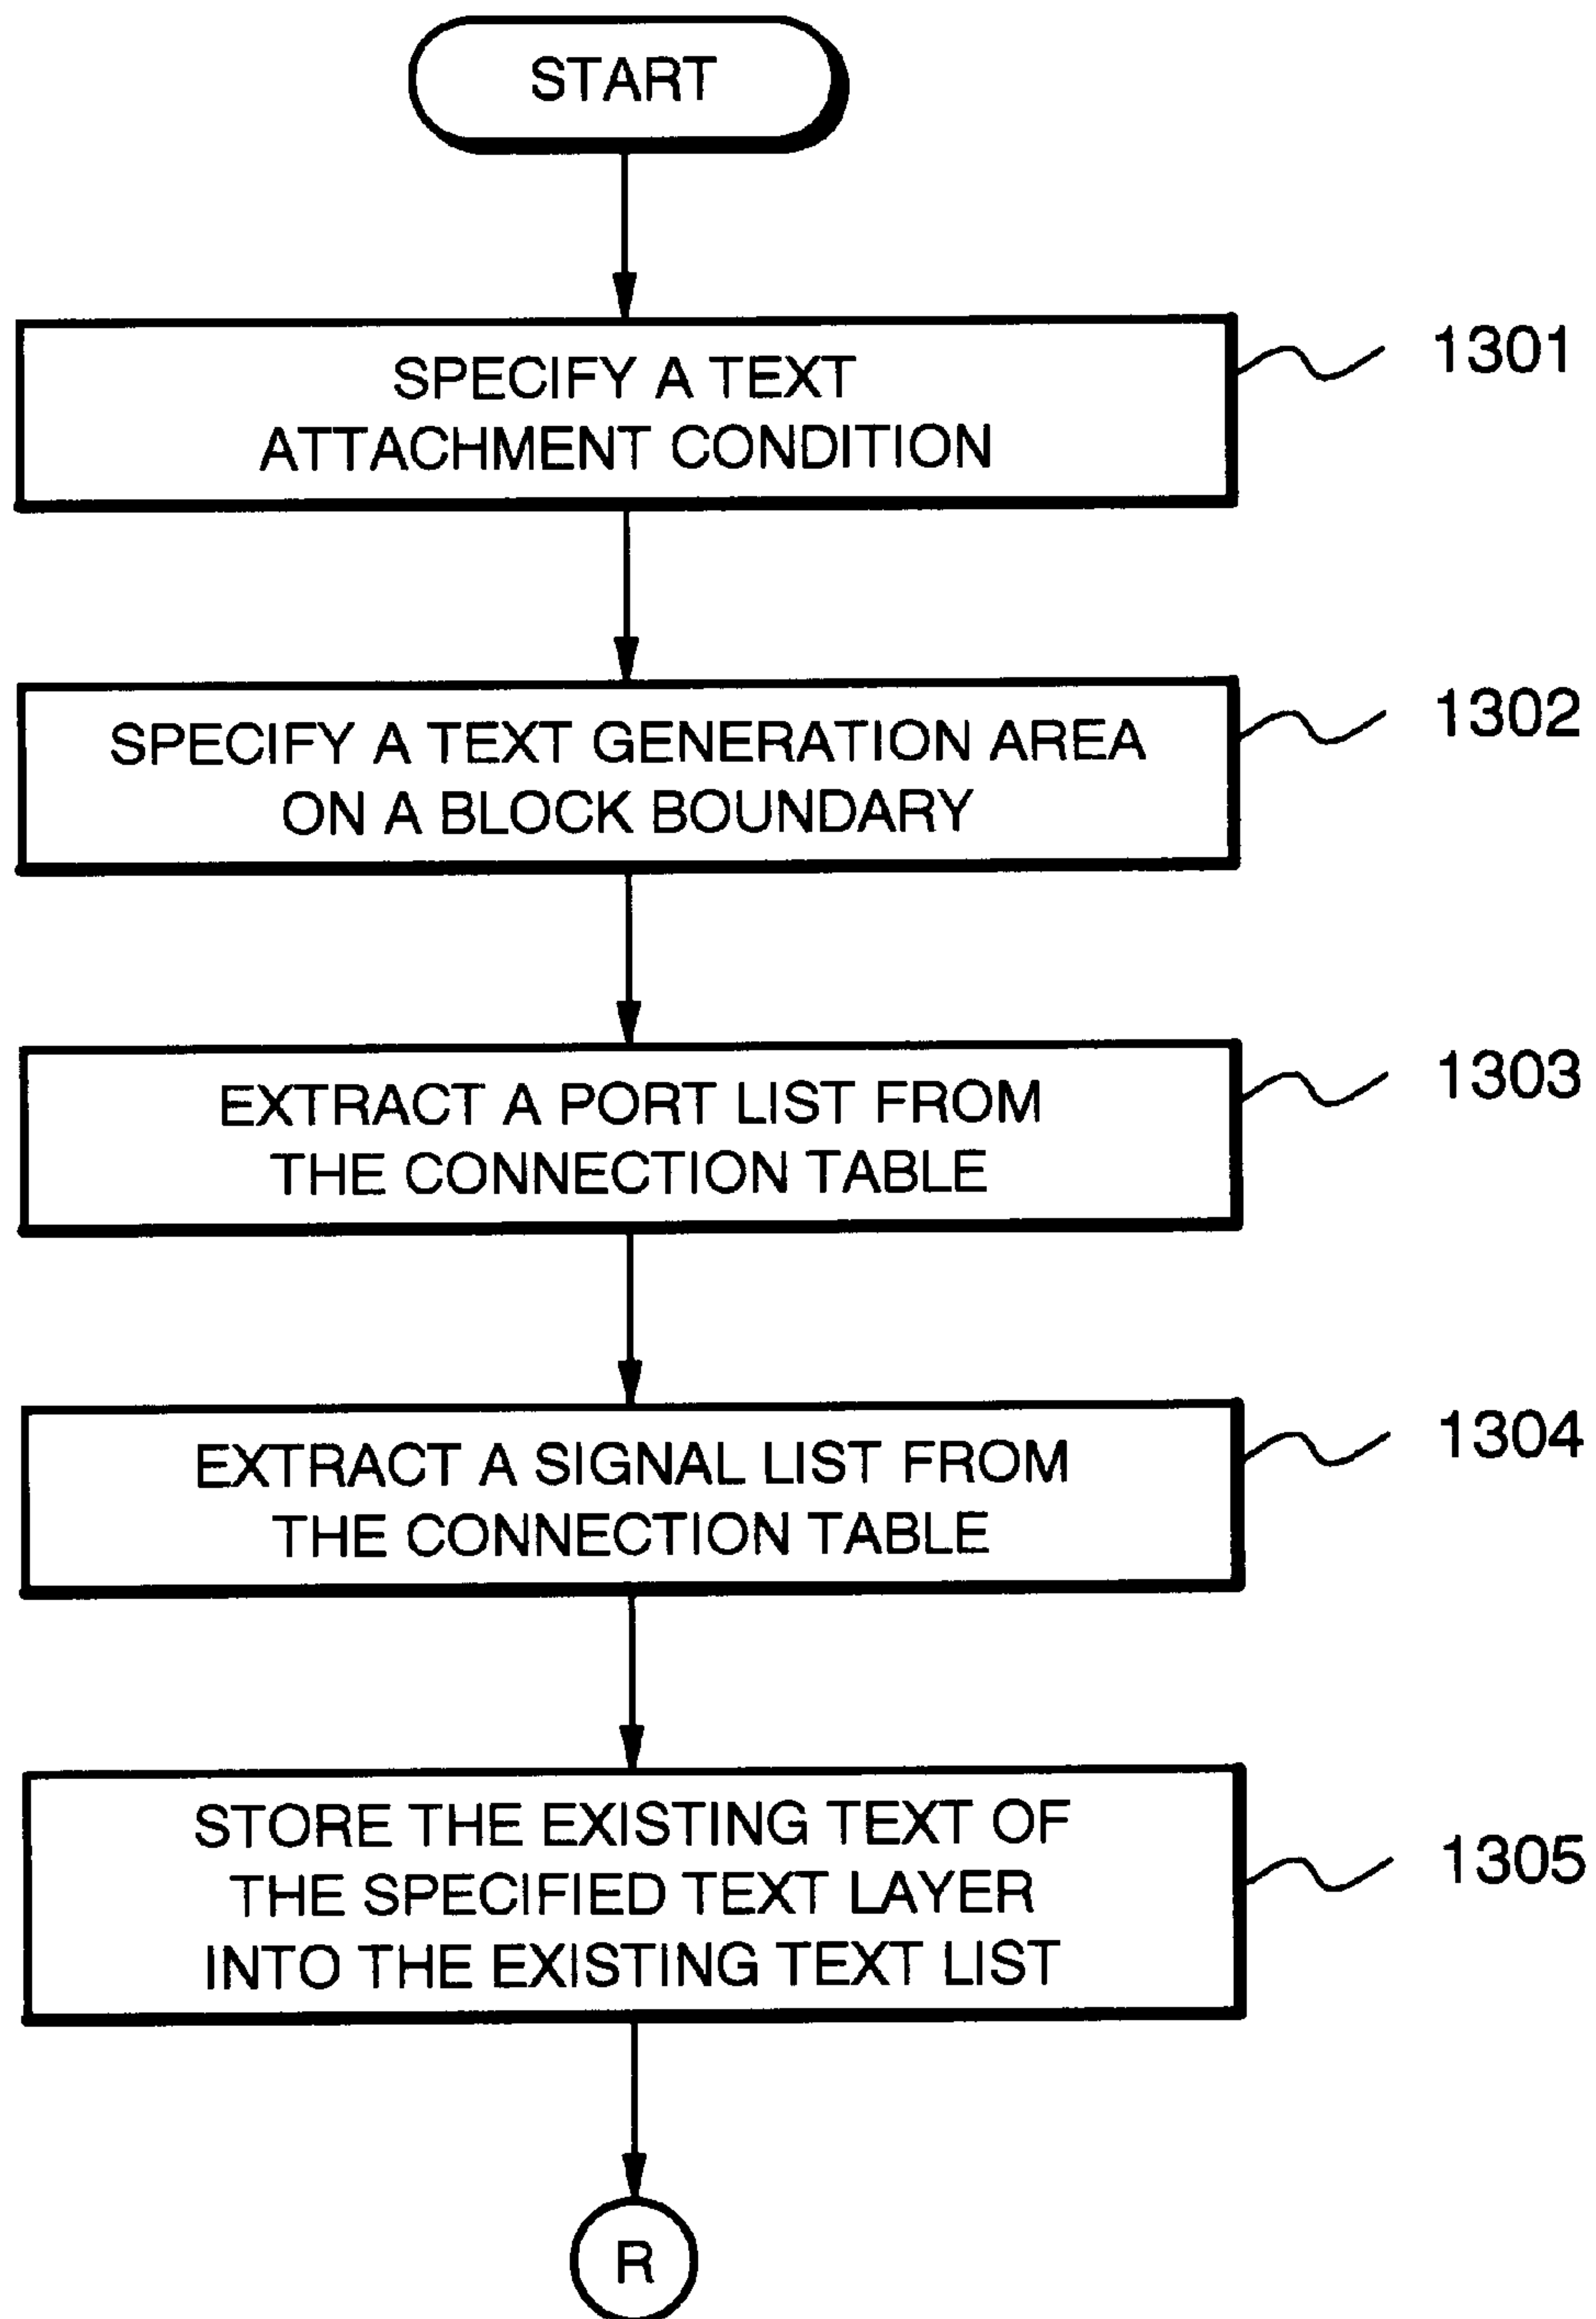 START
SPECIFY A TEXT
ATTACHMENT CONDITION
1301
SPECIFY A TEXT GENERATION AREA
ON A BLOCK BOUNDARY
1302
EXTRACT A PORT LIST FROM
THE CONNECTION TABLE
1303
EXTRACT A SIGNAL LIST FROM
THE CONNECTION TABLE
1304
STORE THE EXISTING TEXT OF
THE SPECIFIED TEXT LAYER
INTO THE EXISTING TEXT LIST
1305
R